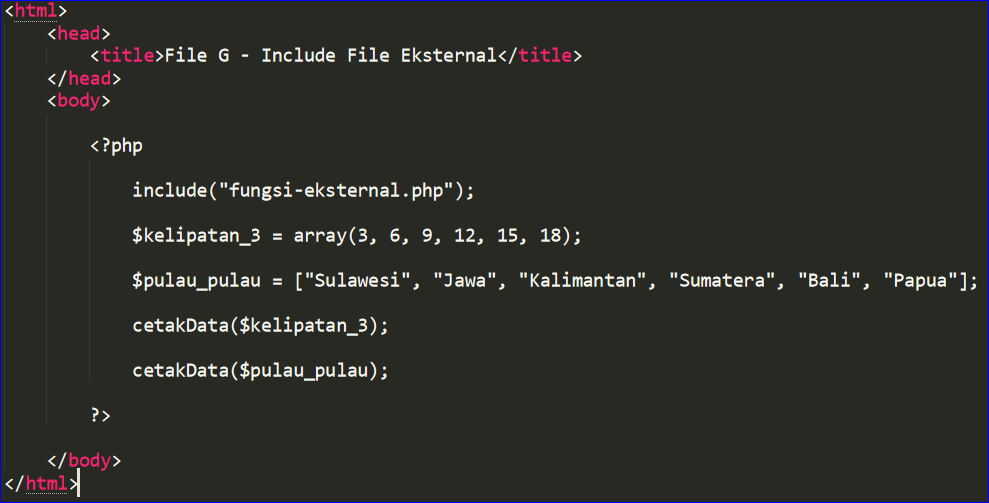 <html>
<head>
<title>File G - Include File Eksternal</title>
</head>
<body>
<?php
include("fungsi-eksternal.php");
$kelipatan_3 = array(3, 6, 9, 12, 15, 18);
$pulau_pulau = ["Sulawesi", "Jawa", "Kalimantan", "Sumatera", "Bali", "Papua"];
cetakData($kelipatan_3);
cetakData($pulau_pulau);
?>
</body>
</html>